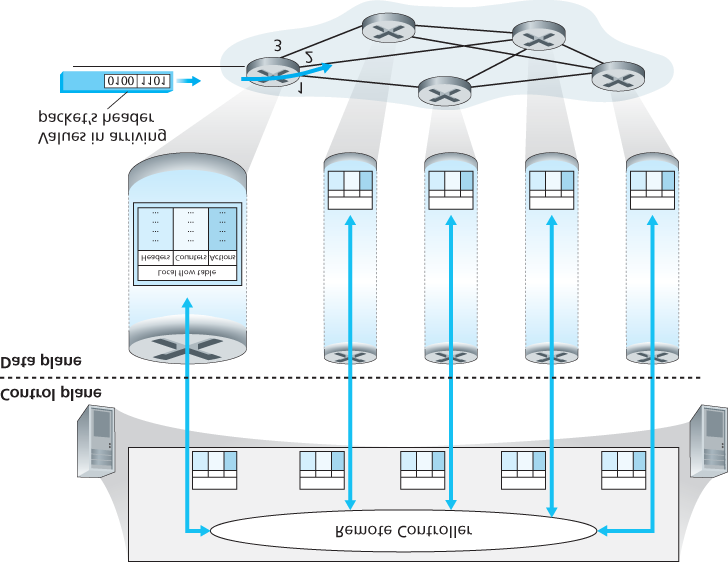 Remote Controller
Control plane
Data plane
Local flow table
Headers Counters Actions
... ... ...
... ... ...
... ... ...
... ... ...
Values in arriving
packet's header
0100 1101
1
2
3